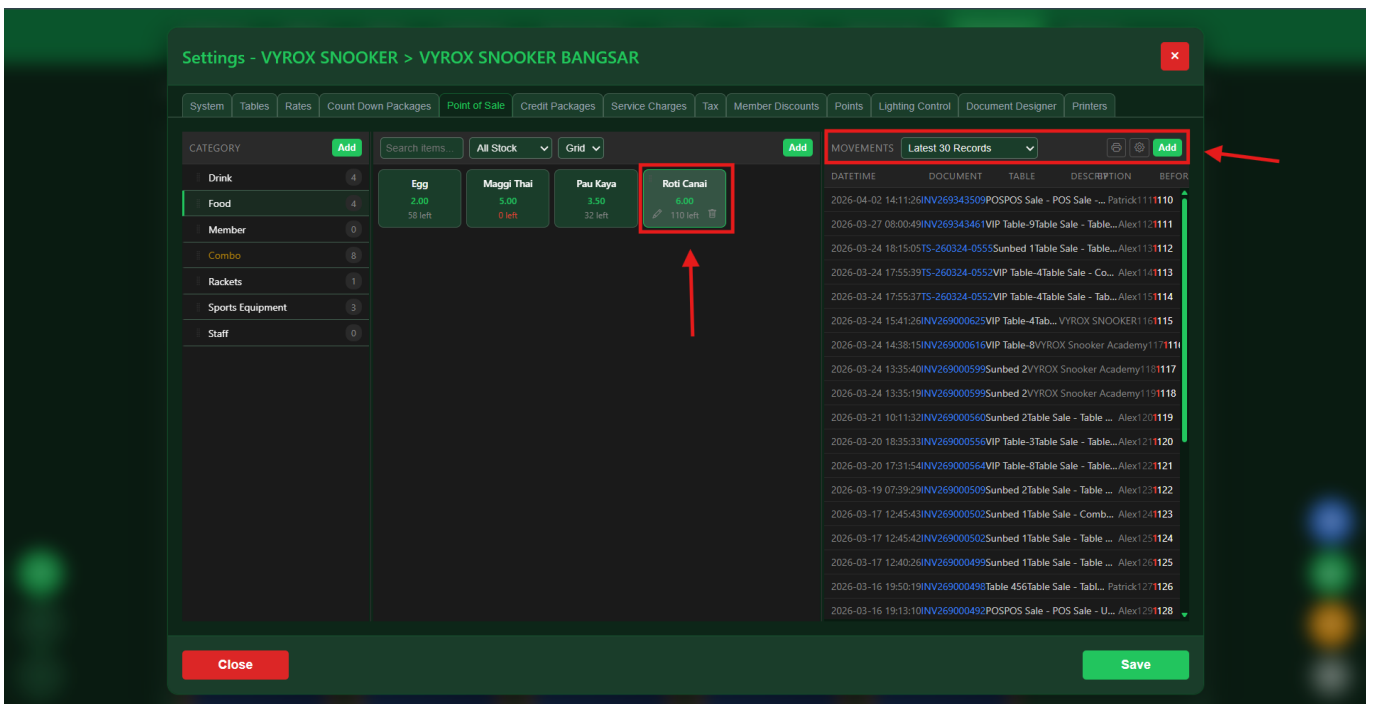 Settings - VYROX SNOOKER > VYROX SNOOKER BANGSAR
×
System Tables Rates Count Down Packages Point of Sale Credit Packages Service Charges Tax Member Discounts Points Lighting Control Document Designer Printers
CATEGORY Add
Drink 4
Food 4
Member 0
Combo 8
Rackets 1
Sports Equipment 3
Staff 0
Search items... All Stock Grid Add
Egg
2.00
58 left
Maggi Thai
5.00
0 left
Pau Kaya
3.50
32 left
Roti Canai
6.00
110 left
MOVEMENTS Latest 30 Records Add
DATETIME DOCUMENT TABLE DESCRIPTION BEFOR
2026-04-02 14:11:26INV269343509POSPOS Sale - POS Sale -... Patrick1111110
2026-03-27 08:00:49INV269343461VIP Table-9Table Sale - Table... Alex1121111
2026-03-24 18:15:05TS-260324-0555Sunbed 1Table Sale - Table... Alex1131112
2026-03-24 17:55:39TS-260324-0552VIP Table-4Table Sale - Co... Alex1141113
2026-03-24 17:55:37TS-260324-0552VIP Table-4Table Sale - Tab... Alex1151114
2026-03-24 15:41:26INV269000625VIP Table-4Tab... VYROX SNOOKER1161115
2026-03-24 14:38:15INV269000616VIP Table-8VYROX Snooker Academy1171116
2026-03-24 13:35:40INV269000599Sunbed 2VYROX Snooker Academy1181117
2026-03-24 13:35:19INV269000599Sunbed 2VYROX Snooker Academy1191118
2026-03-21 10:11:32INV269000560Sunbed 2Table Sale - Table ... Alex1201119
2026-03-20 18:35:33INV269000556VIP Table-3Table Sale - Table... Alex1211120
2026-03-20 17:31:54INV269000564VIP Table-8Table Sale - Table... Alex1221121
2026-03-19 07:39:29INV269000509Sunbed 2Table Sale - Table ... Alex1231122
2026-03-17 12:45:43INV269000502Sunbed 1Table Sale - Comb... Alex1241123
2026-03-17 12:45:42INV269000502Sunbed 1Table Sale - Table ... Alex1251124
2026-03-17 12:40:26INV269000499Sunbed 1Table Sale - Table ... Alex1261125
2026-03-16 19:50:19INV269000498Table 456Table Sale - Tabl... Patrick1271126
2026-03-16 19:13:10INV269000492POSPOS Sale - POS Sale - U... Alex1291128
Close Save